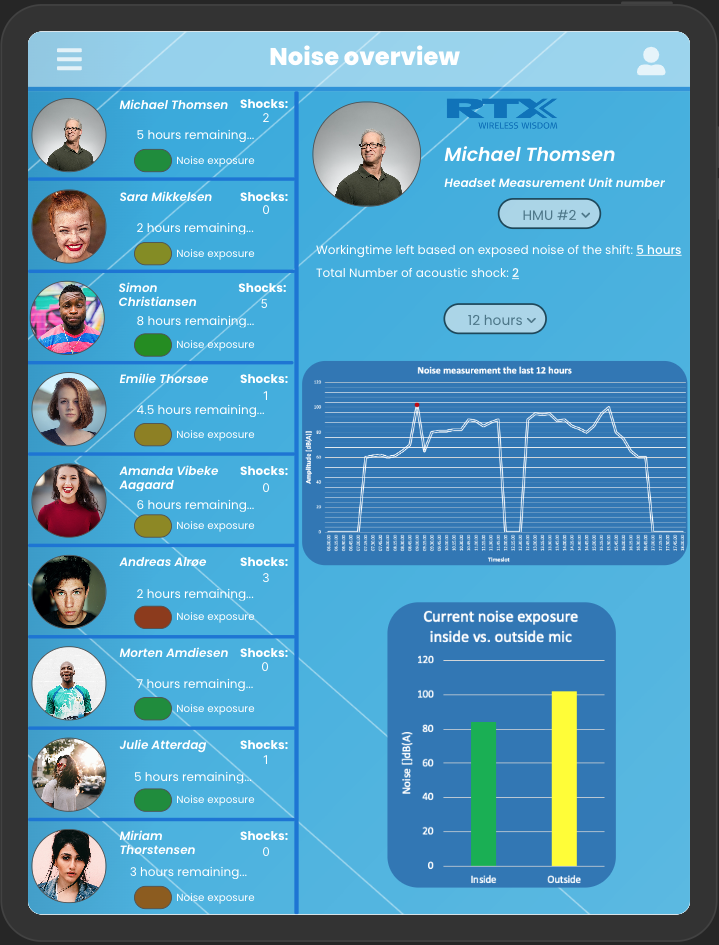 Noise overview
Michael Thomsen
Shocks:
2
5 hours remaining...
Noise exposure
Sara Mikkelsen
Shocks:
0
2 hours remaining...
Noise exposure
Simon
Christiansen
Shocks:
5
8 hours remaining...
Noise exposure
Emilie Thorsøe
Shocks:
1
4.5 hours remaining...
Noise exposure
Amanda Vibeke
Aagaard
Shocks:
0
6 hours remaining...
Noise exposure
Andreas Alrøe
Shocks:
3
2 hours remaining...
Noise exposure
Morten Amdiesen
Shocks:
0
7 hours remaining...
Noise exposure
Julie Atterdag
Shocks:
1
5 hours remaining...
Noise exposure
Miriam
Thorstensen
Shocks:
0
3 hours remaining...
Noise exposure
RTX
WIRELESS WISDOM
Michael Thomsen
Headset Measurement Unit number
HMU #2
Workingtime left based on exposed noise of the shift: 5 hours
Total Number of acoustic shock: 2
12 hours
Noise measurement the last 12 hours
Amplitude [dB(A)]
120
100
80
60
40
20
0
Timeslot
Current noise exposure
inside vs. outside mic
Noise []dB(A)
120
100
80
60
40
20
0
Inside
Outside